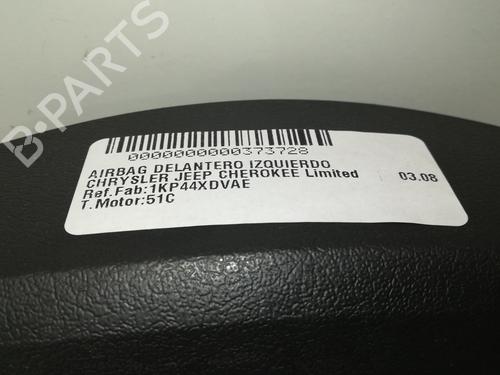 B-PARTS
0000000000373728
AIRBAG DELANTERO IZQUIERDO
CHRYSLER JEEP CHEROKEE Limited 03.08
Ref.Fab:1KP44XDVAE
T.Motor:51C